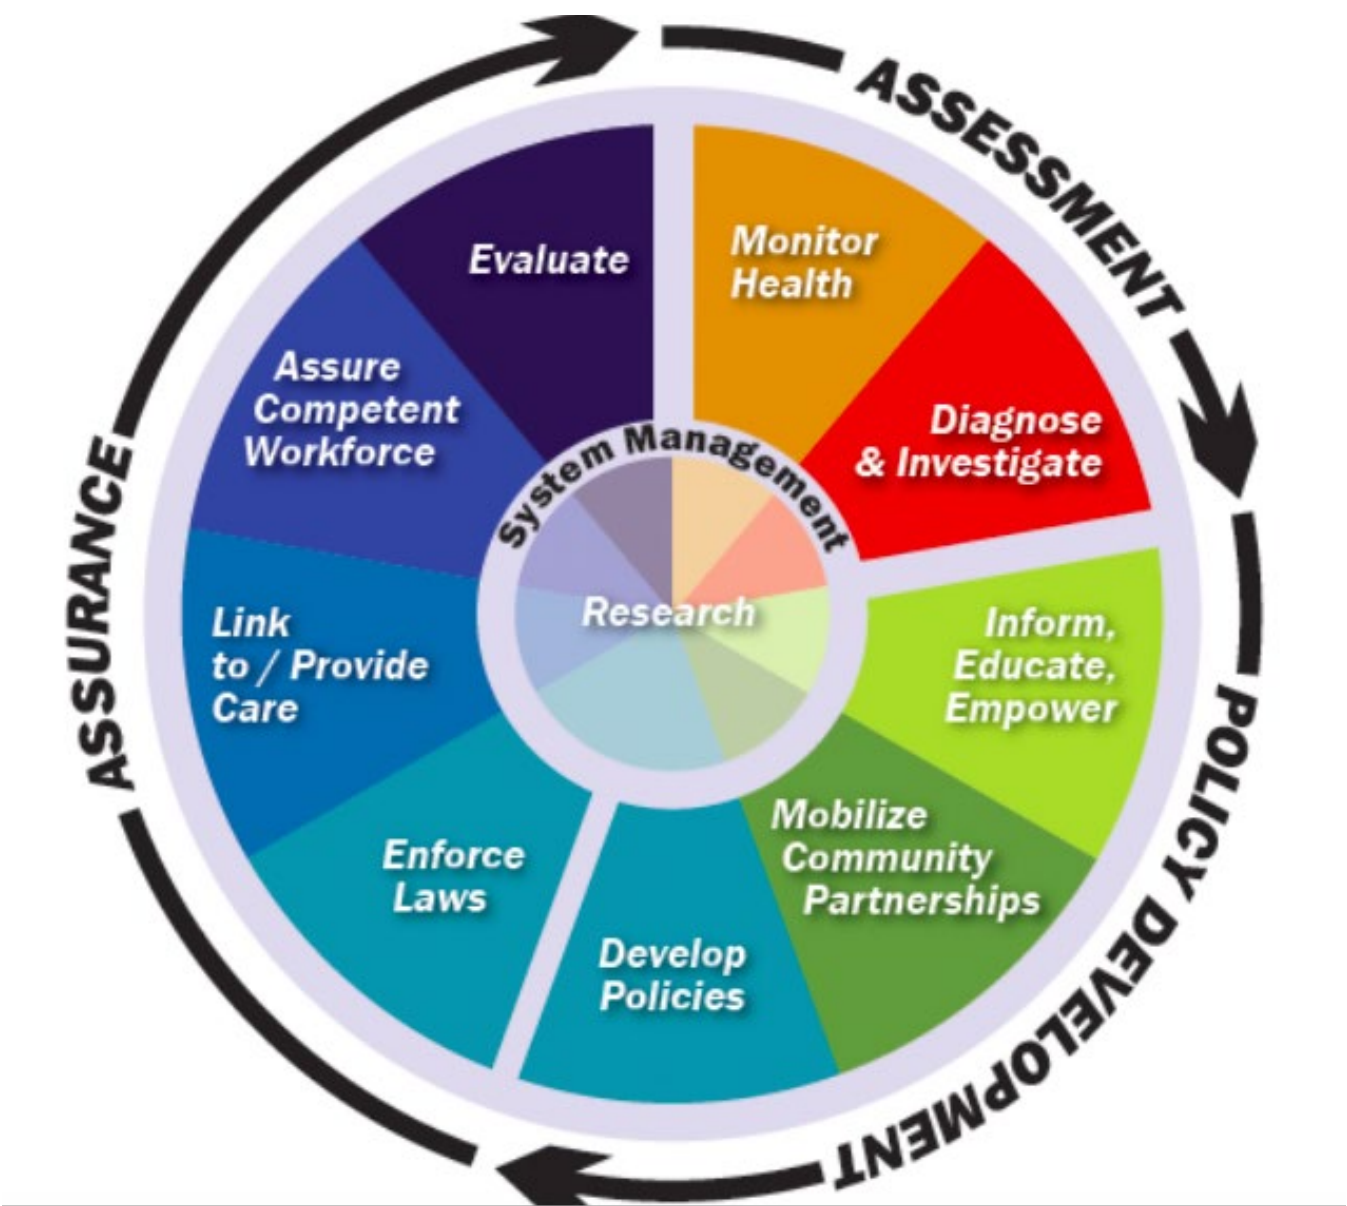 ASSESSMENT
POLICY DEVELOPMENT
ASSURANCE
Monitor
Health
Diagnose
& Investigate
Inform,
Educate,
Empower
Mobilize
Community
Partnerships
Develop
Policies
Enforce
Laws
Link
to / Provide
Care
Assure
Competent
Workforce
Evaluate
System Management
Research